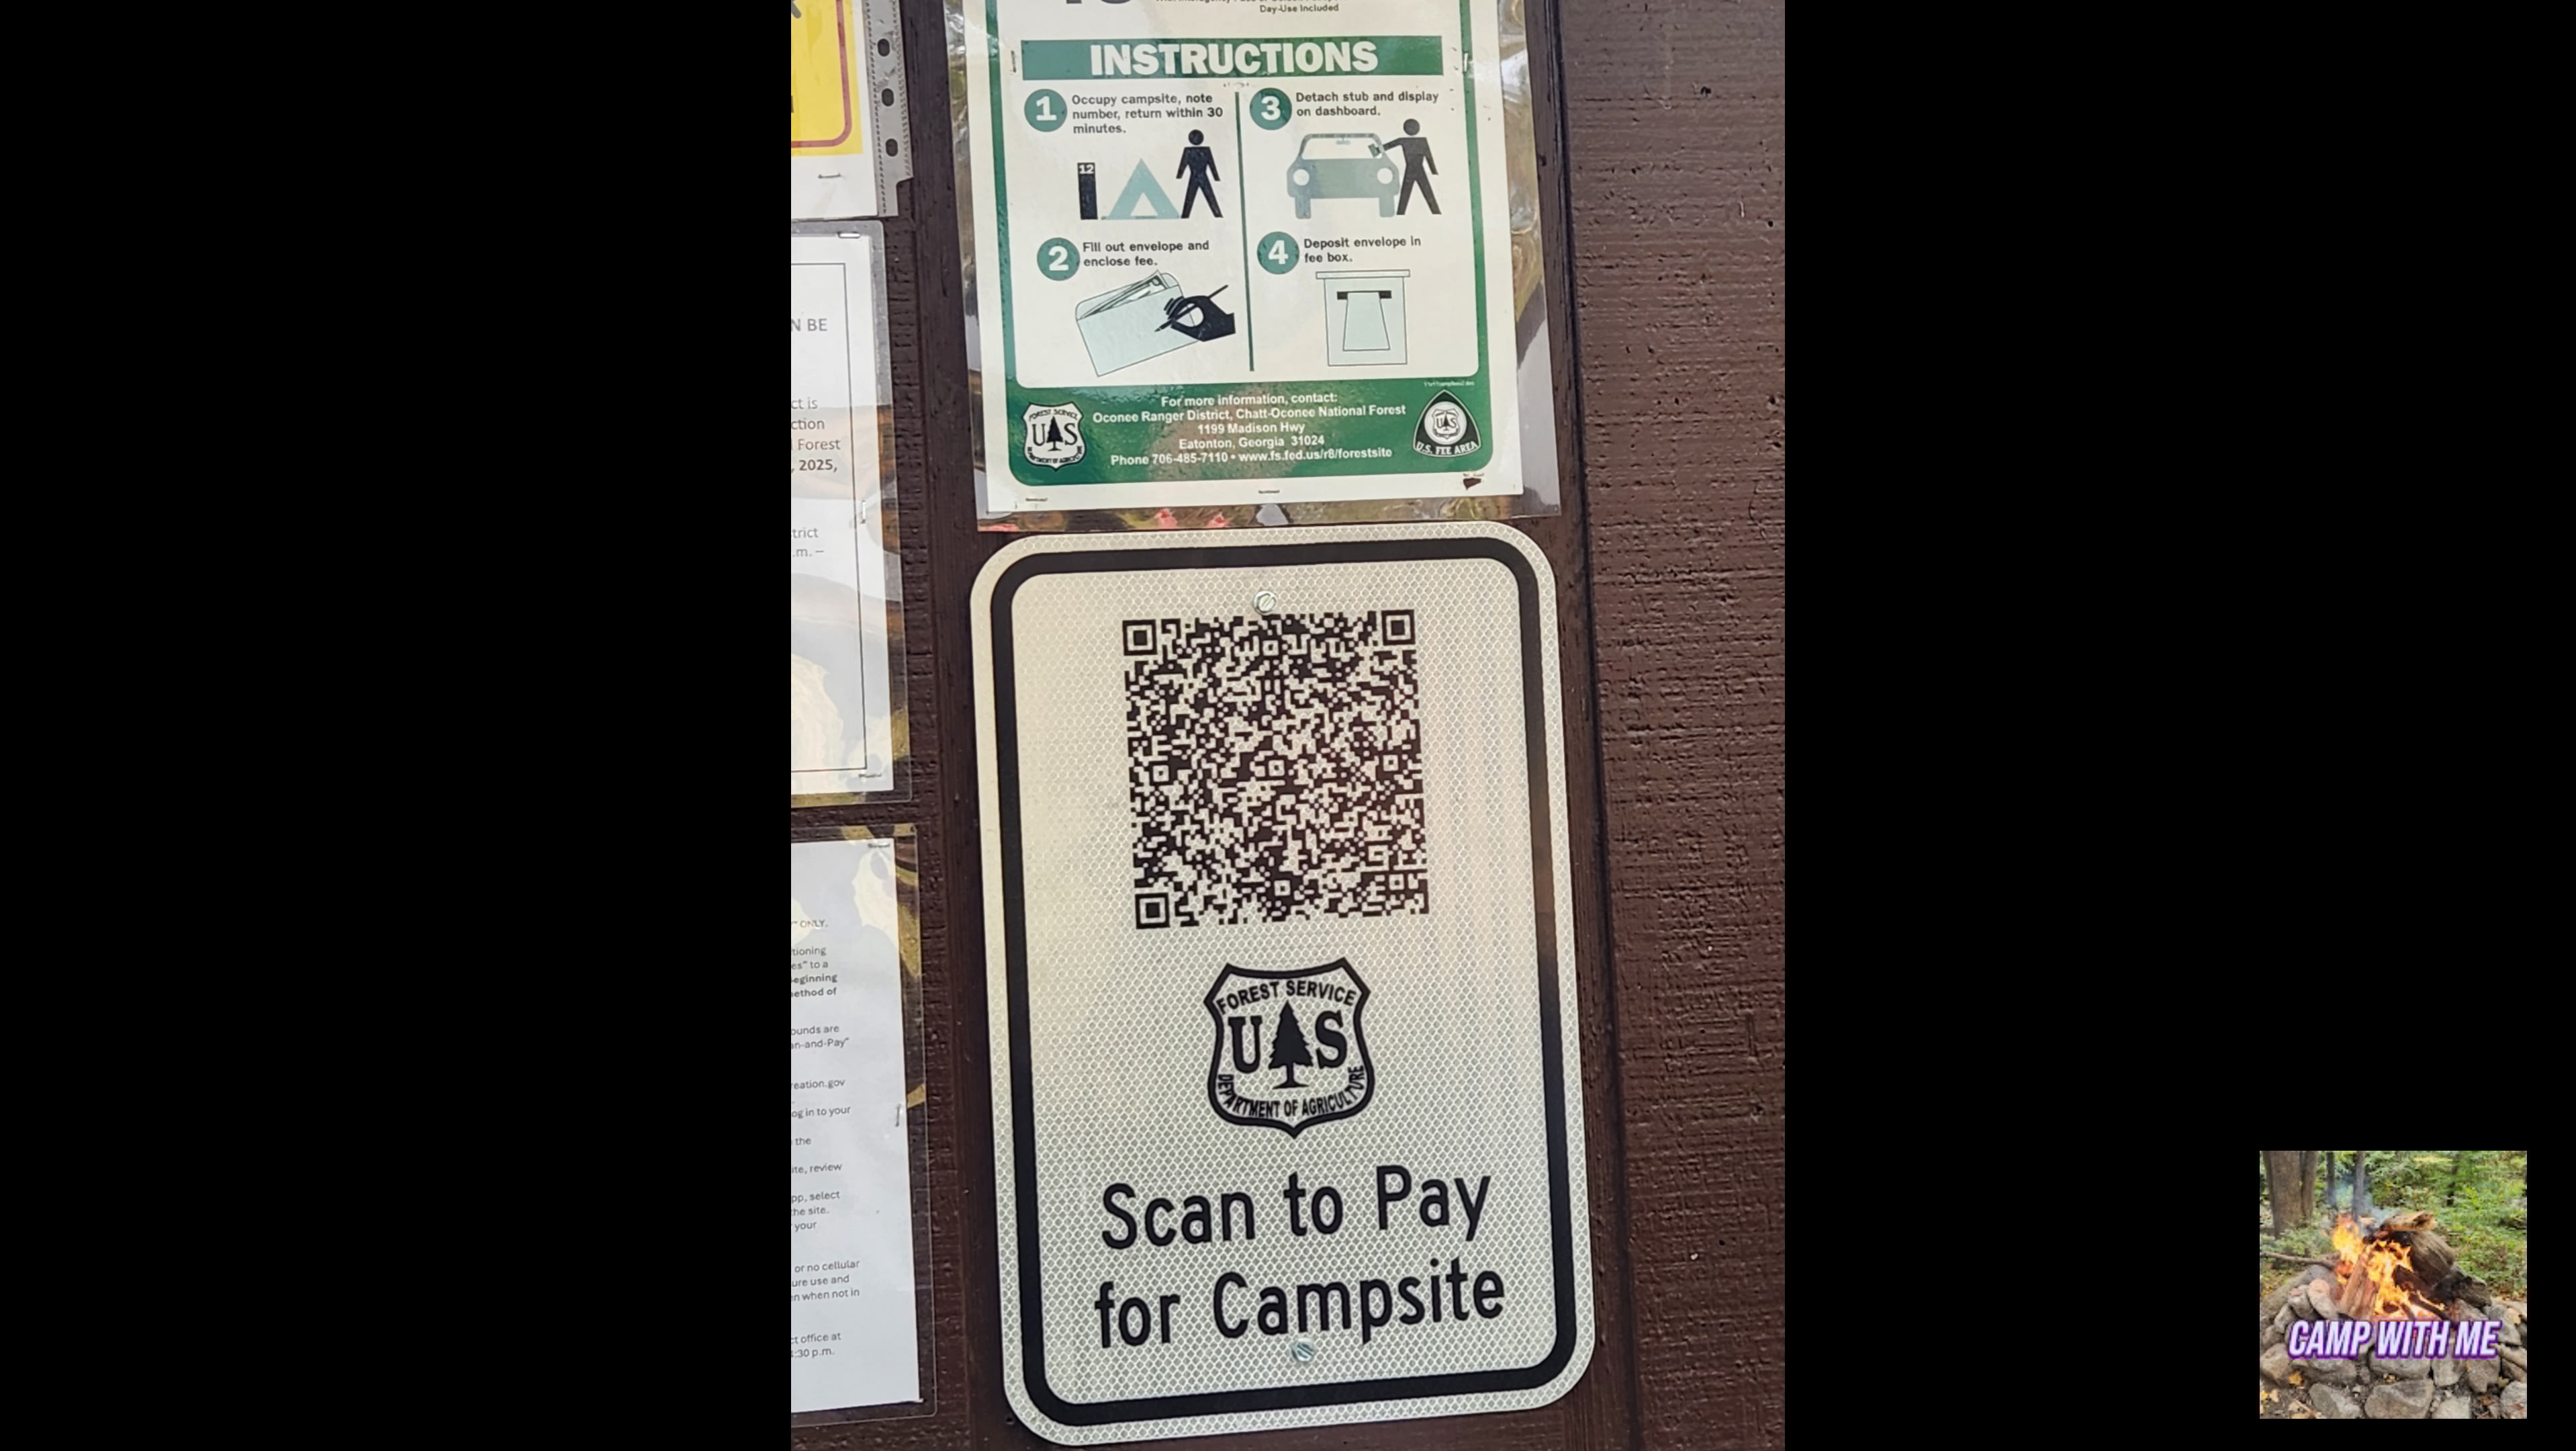 Day-Use Included
INSTRUCTIONS
1 Occupy campsite, note
number, return within 30
minutes.
12
2 Fill out envelope and
enclose fee.
3 Detach stub and display
on dashboard.
4 Deposit envelope in
fee box.
For more information, contact:
Oconee Ranger District, Chatt-Oconee National Forest
1199 Madison Hwy
Eatonton, Georgia 31024
Phone 706-485-7110 • www.fs.fed.us/r8/forestsite
FOREST SERVICE
U S
DEPARTMENT OF AGRICULTURE
U S
U.S. FEE AREA
N BE
ct is
ction
Forest
, 2025,
trict
.m. –
" ONLY.
tioning
es" to a
eginning
ethod of
ounds are
an-and-Pay"
reation.gov
og in to your
the
ite, review
pp, select
he site.
your
or no cellular
ure use and
n when not in
ct office at
:30 p.m.
FOREST SERVICE
U S
DEPARTMENT OF AGRICULTURE
Scan to Pay
for Campsite
CAMP WITH ME